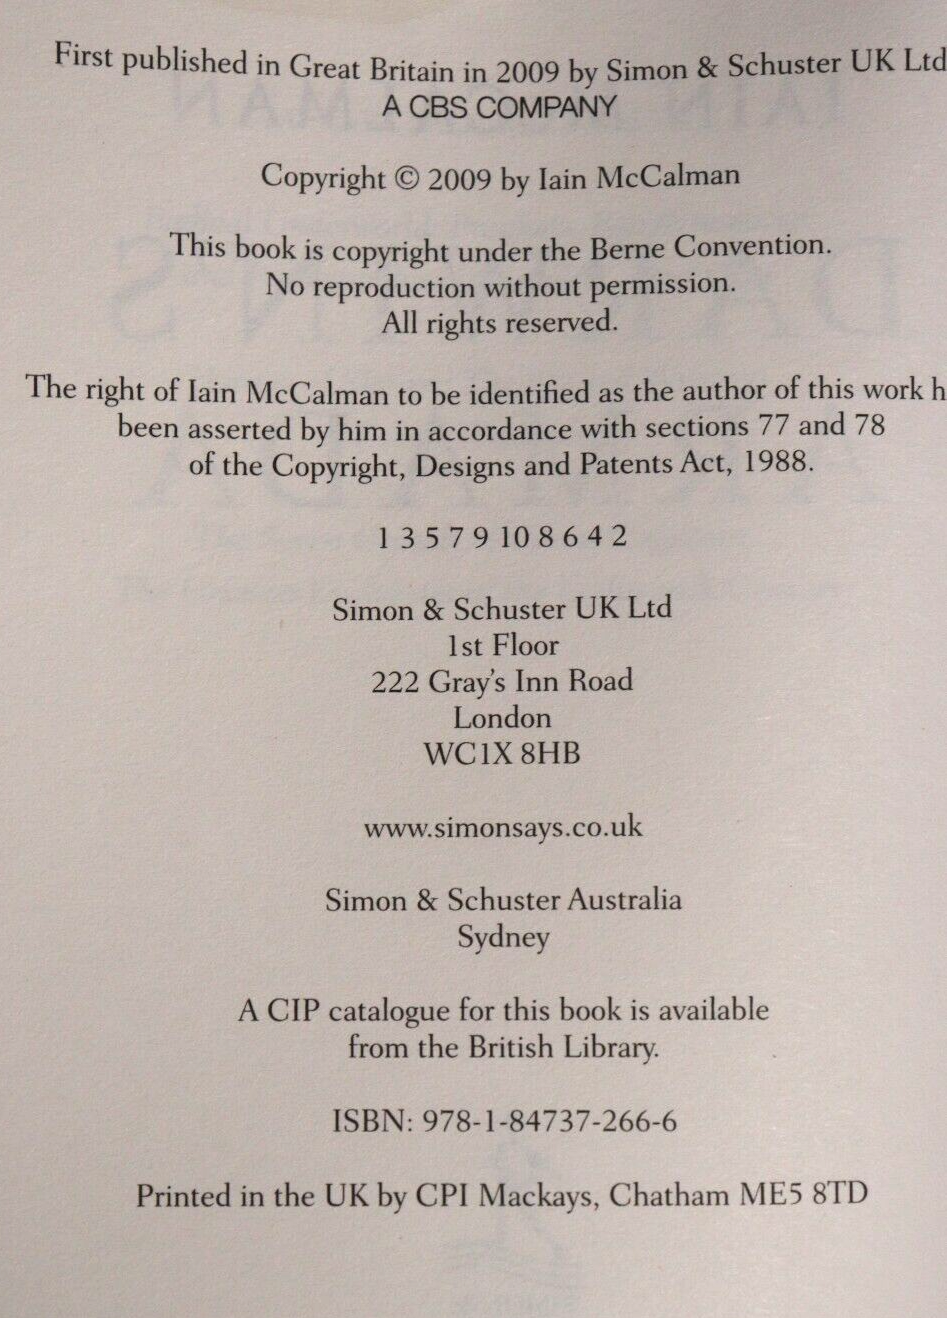 First published in Great Britain in 2009 by Simon & Schuster UK Ltd
A CBS COMPANY
Copyright © 2009 by Iain McCalman
This book is copyright under the Berne Convention.
No reproduction without permission.
All rights reserved.
The right of Iain McCalman to be identified as the author of this work h
been asserted by him in accordance with sections 77 and 78
of the Copyright, Designs and Patents Act, 1988.
1 3 5 7 9 10 8 6 4 2
Simon & Schuster UK Ltd
1st Floor
222 Gray's Inn Road
London
WC1X 8HB
www.simonsays.co.uk
Simon & Schuster Australia
Sydney
A CIP catalogue for this book is available
from the British Library.
ISBN: 978-1-84737-266-6
Printed in the UK by CPI Mackays, Chatham ME5 8TD